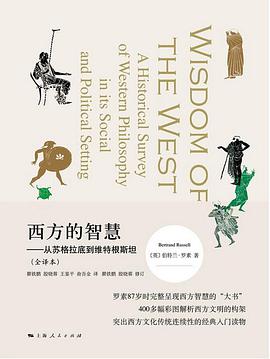 WISDOM OF
THE WEST
A Historical Survey
of Western Philosophy
in its Social
and Political Setting
西方的智慧
——从苏格拉底到维特根斯坦
(全译本)
Bertrand Russell
[英] 伯特兰·罗素 著
瞿铁鹏 殷晓蓉 王鉴平 俞吾金 译 瞿铁鹏 殷晓蓉 修订
罗素87岁时完整呈现西方智慧的“大书”
400多幅彩图解析西方文明的构架
突出西方文化传统连续性的经典入门读物
上海人民出版社